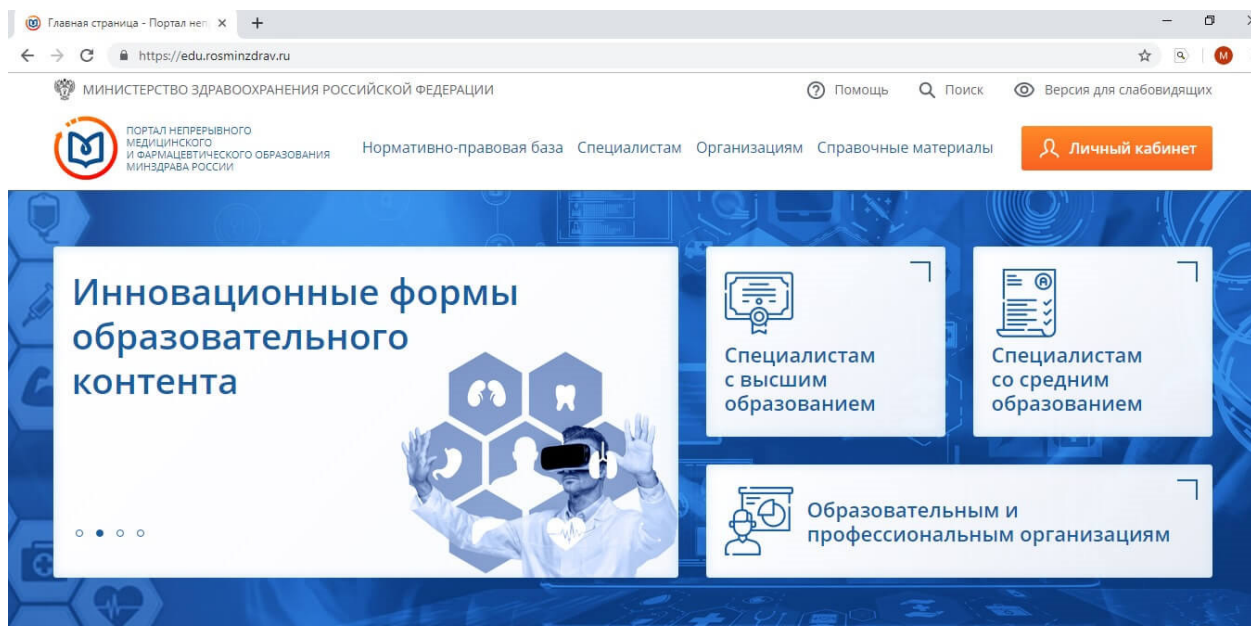 Главная страница - Портал неп
https://edu.rosminzdrav.ru
М
МИНИСТЕРСТВО ЗДРАВООХРАНЕНИЯ РОССИЙСКОЙ ФЕДЕРАЦИИ
Помощь
Поиск
Версия для слабовидящих
ПОРТАЛ НЕПРЕРЫВНОГО
МЕДИЦИНСКОГО
И ФАРМАЦЕВТИЧЕСКОГО ОБРАЗОВАНИЯ
МИНЗДРАВА РОССИИ
Нормативно-правовая база
Специалистам
Организациям
Справочные материалы
Личный кабинет
Инновационные формы
образовательного
контента
Специалистам
с высшим
образованием
Специалистам
со средним
образованием
Образовательным и
профессиональным организациям